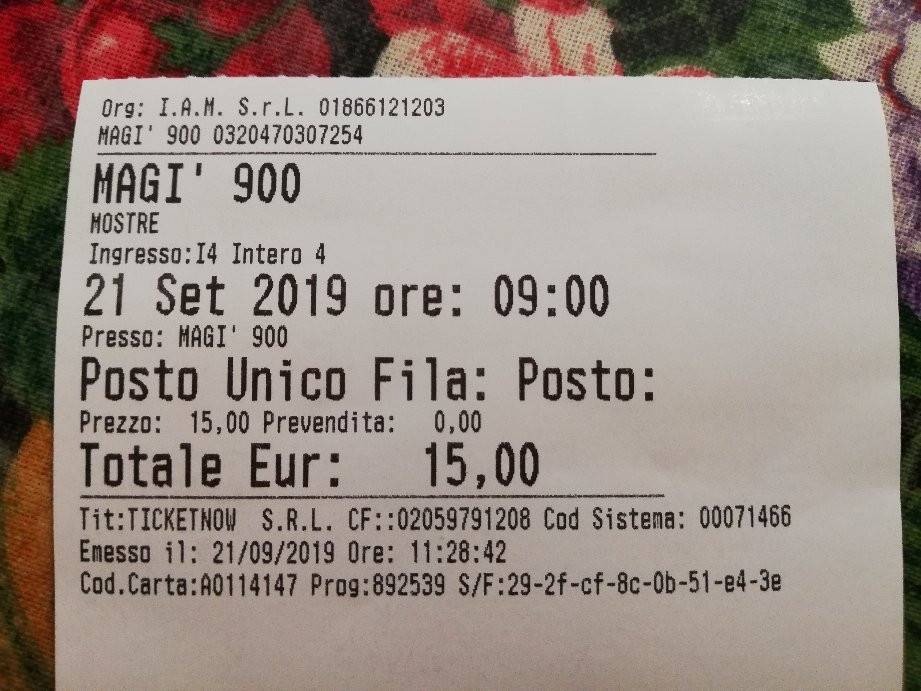 Org: I.A.M. S.r.L. 01866121203
MAGI' 900 0320470307254
MAGI' 900
MOSTRE
Ingresso:I4 Intero 4
21 Set 2019 ore: 09:00
Presso: MAGI' 900
Posto Unico Fila: Posto:
Prezzo: 15,00 Prevendita: 0,00
Totale Eur: 15,00
Tit:TICKETNOW S.R.L. CF::02059791208 Cod Sistema: 00071466
Emesso il: 21/09/2019 Ore: 11:28:42
Cod.Carta:A0114147 Prog:892539 S/F:29-2f-cf-8c-0b-51-e4-3e